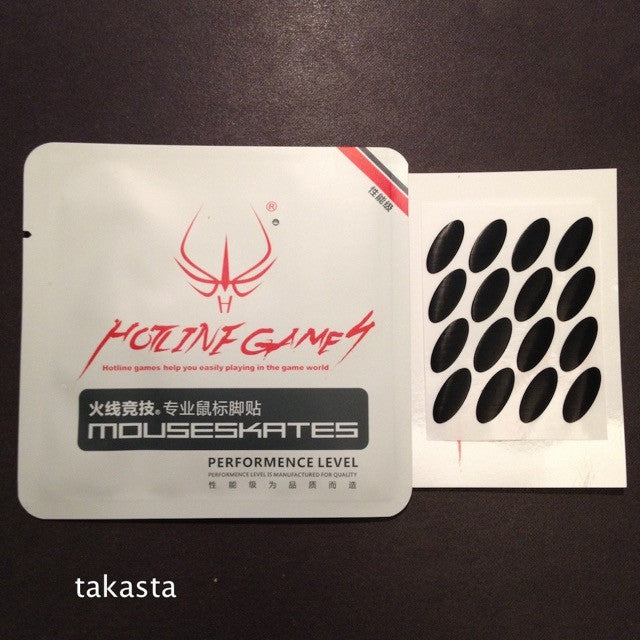 性能级
®
HOTLINE GAMES
Hotline games help you easily playing in the game world
火线竞技® 专业鼠标脚贴
MOUSESKATES
PERFORMENCE LEVEL
PERFORMENCE LEVEL IS MANUFACTURED FOR QUALITY
性能级为品质而造
takasta